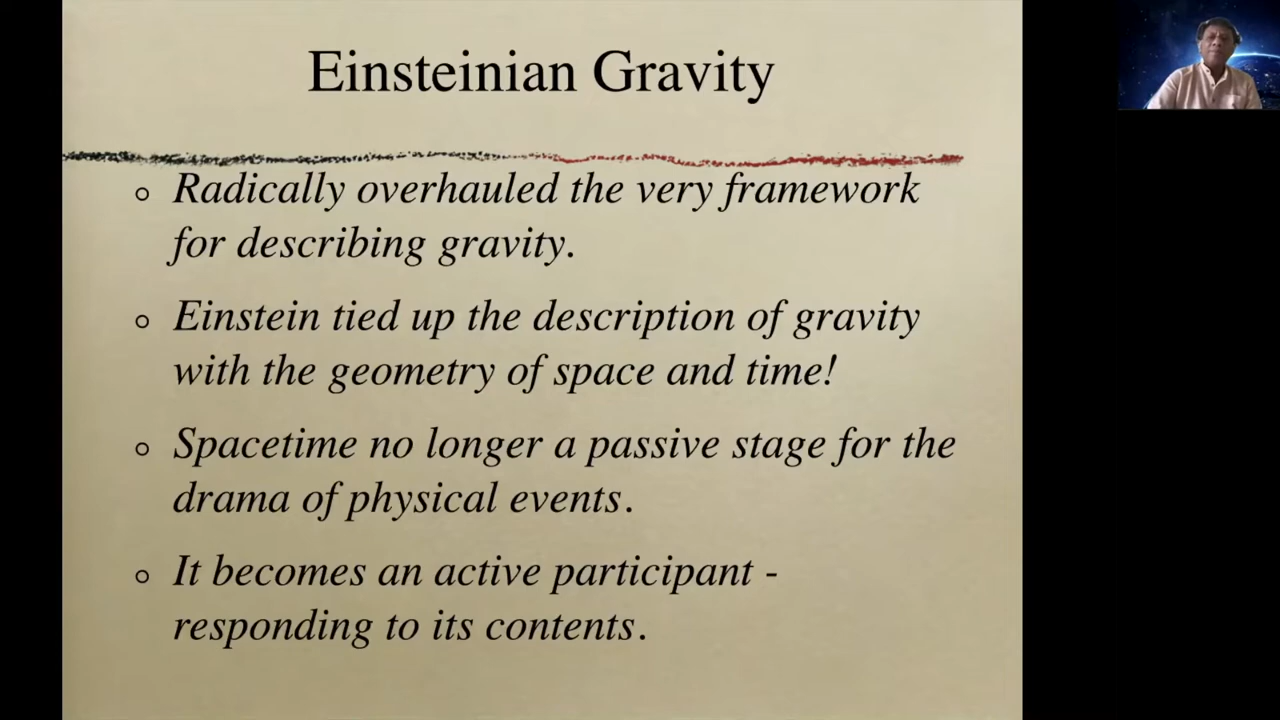 Einsteinian Gravity
Radically overhauled the very framework
for describing gravity.
Einstein tied up the description of gravity
with the geometry of space and time!
Spacetime no longer a passive stage for the
drama of physical events.
It becomes an active participant -
responding to its contents.